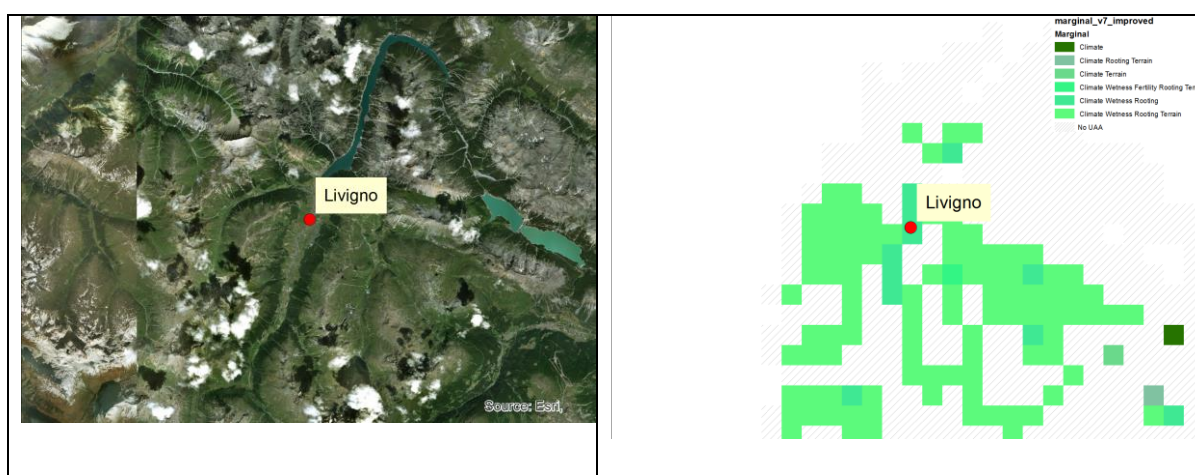 Livigno
Source: Esri,
marginal_v7_improved
Marginal
Climate
Climate Rooting Terrain
Climate Terrain
Climate Wetness Fertility Rooting Ter
Climate Wetness Rooting
Climate Wetness Rooting Terrain
No UAA
Livigno